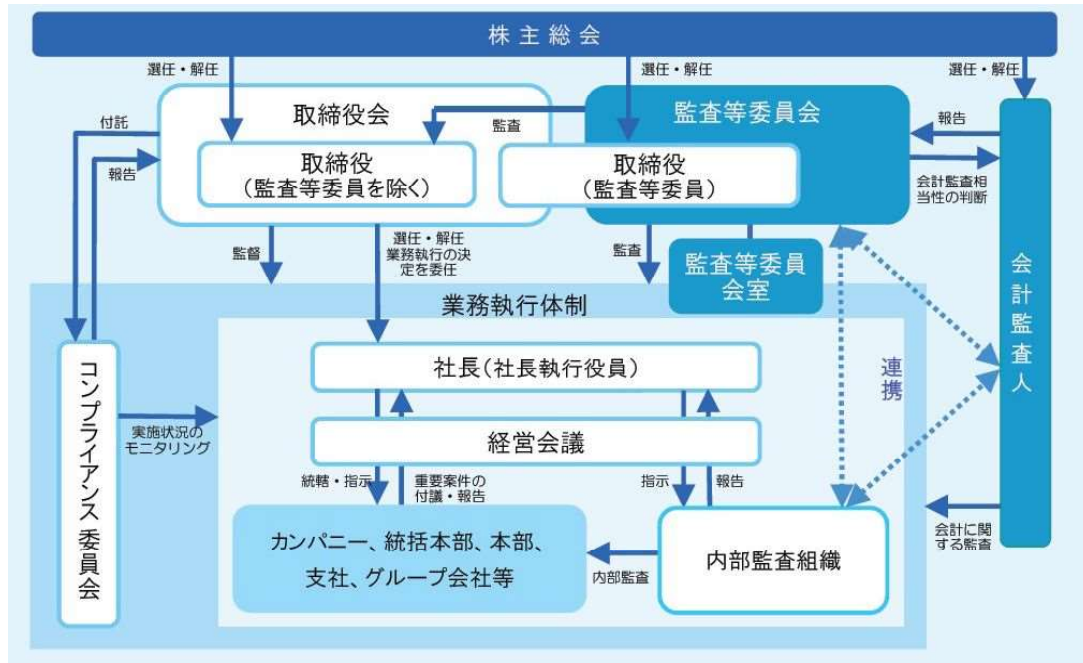 株主総会
選任・解任
選任・解任
選任・解任
取締役会
監査等委員会
付託
監査
報告
報告
取締役
(監査等委員を除く)
取締役
(監査等委員)
会計監査相
当性の判断
監督
選任・解任
業務執行の決
定を委任
監査
監査等委員
会室
会計監査人
業務執行体制
コンプライアンス委員会
社長(社長執行役員)
連携
経営会議
実施状況の
モニタリング
統轄・指示
重要案件の
付議・報告
指示
報告
カンパニー、統括本部、本部、
支社、グループ会社等
内部監査
内部監査組織
会計に関
する監査